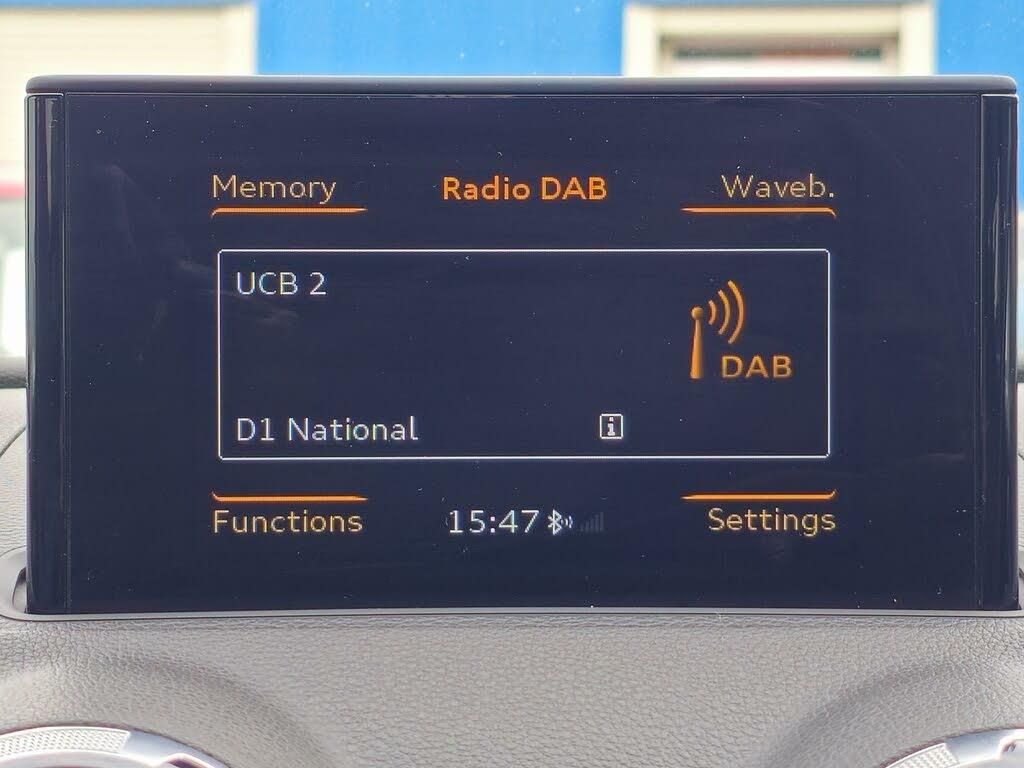 Memory
Radio DAB
Waveb.
UCB 2
DAB
D1 National
i
Functions
15:47
Settings